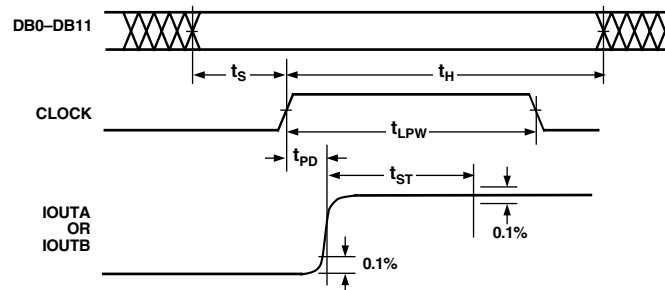 DB0–DB11
tS
tH
CLOCK
tLPW
tPD
tST
IOUTA
OR
IOUTB
0.1%
0.1%